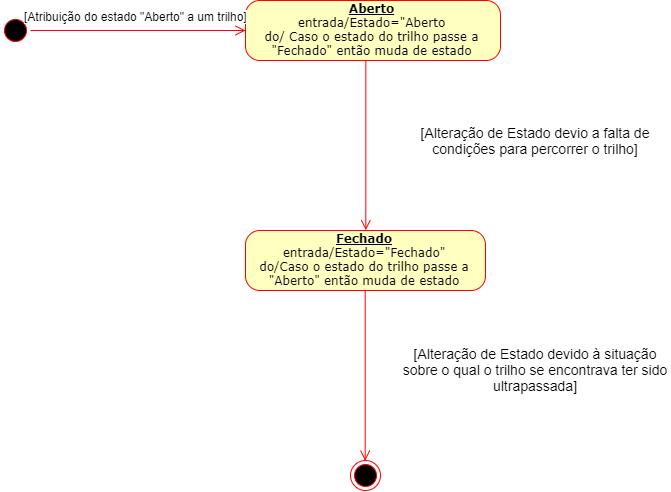 [Atribuição do estado "Aberto" a um trilho]
Aberto
entrada/Estado="Aberto
do/ Caso o estado do trilho passe a
"Fechado" então muda de estado
[Alteração de Estado devio a falta de
condições para percorrer o trilho]
Fechado
entrada/Estado="Fechado"
do/Caso o estado do trilho passe a
"Aberto" então muda de estado
[Alteração de Estado devido à situação
sobre o qual o trilho se encontrava ter sido
ultrapassada]